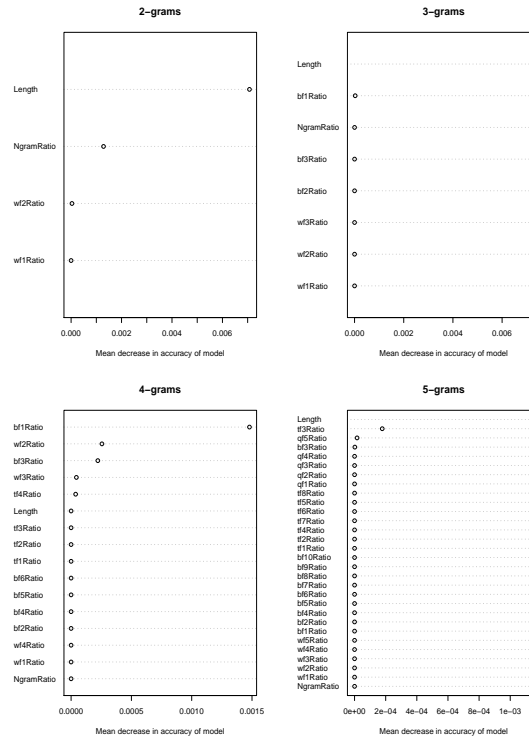 2−grams
Length
NgramRatio
wf2Ratio
wf1Ratio
0.000 0.002 0.004 0.006
Mean decrease in accuracy of model
3−grams
Length
bf1Ratio
NgramRatio
bf3Ratio
bf2Ratio
wf3Ratio
wf2Ratio
wf1Ratio
0.000 0.002 0.004 0.006
Mean decrease in accuracy of model
4−grams
bf1Ratio
wf2Ratio
bf3Ratio
wf3Ratio
tf4Ratio
Length
tf3Ratio
tf2Ratio
tf1Ratio
bf6Ratio
bf5Ratio
bf4Ratio
bf2Ratio
wf4Ratio
wf1Ratio
NgramRatio
0.0000 0.0005 0.0010 0.0015
Mean decrease in accuracy of model
5−grams
Length
tf3Ratio
qf5Ratio
bf3Ratio
qf4Ratio
qf3Ratio
qf2Ratio
qf1Ratio
tf8Ratio
tf5Ratio
tf6Ratio
tf7Ratio
tf4Ratio
tf2Ratio
tf1Ratio
bf10Ratio
bf9Ratio
bf8Ratio
bf7Ratio
bf6Ratio
bf5Ratio
bf4Ratio
bf2Ratio
bf1Ratio
wf5Ratio
wf4Ratio
wf3Ratio
wf2Ratio
wf1Ratio
NgramRatio
0e+00 2e−04 4e−04 6e−04 8e−04 1e−03
Mean decrease in accuracy of model